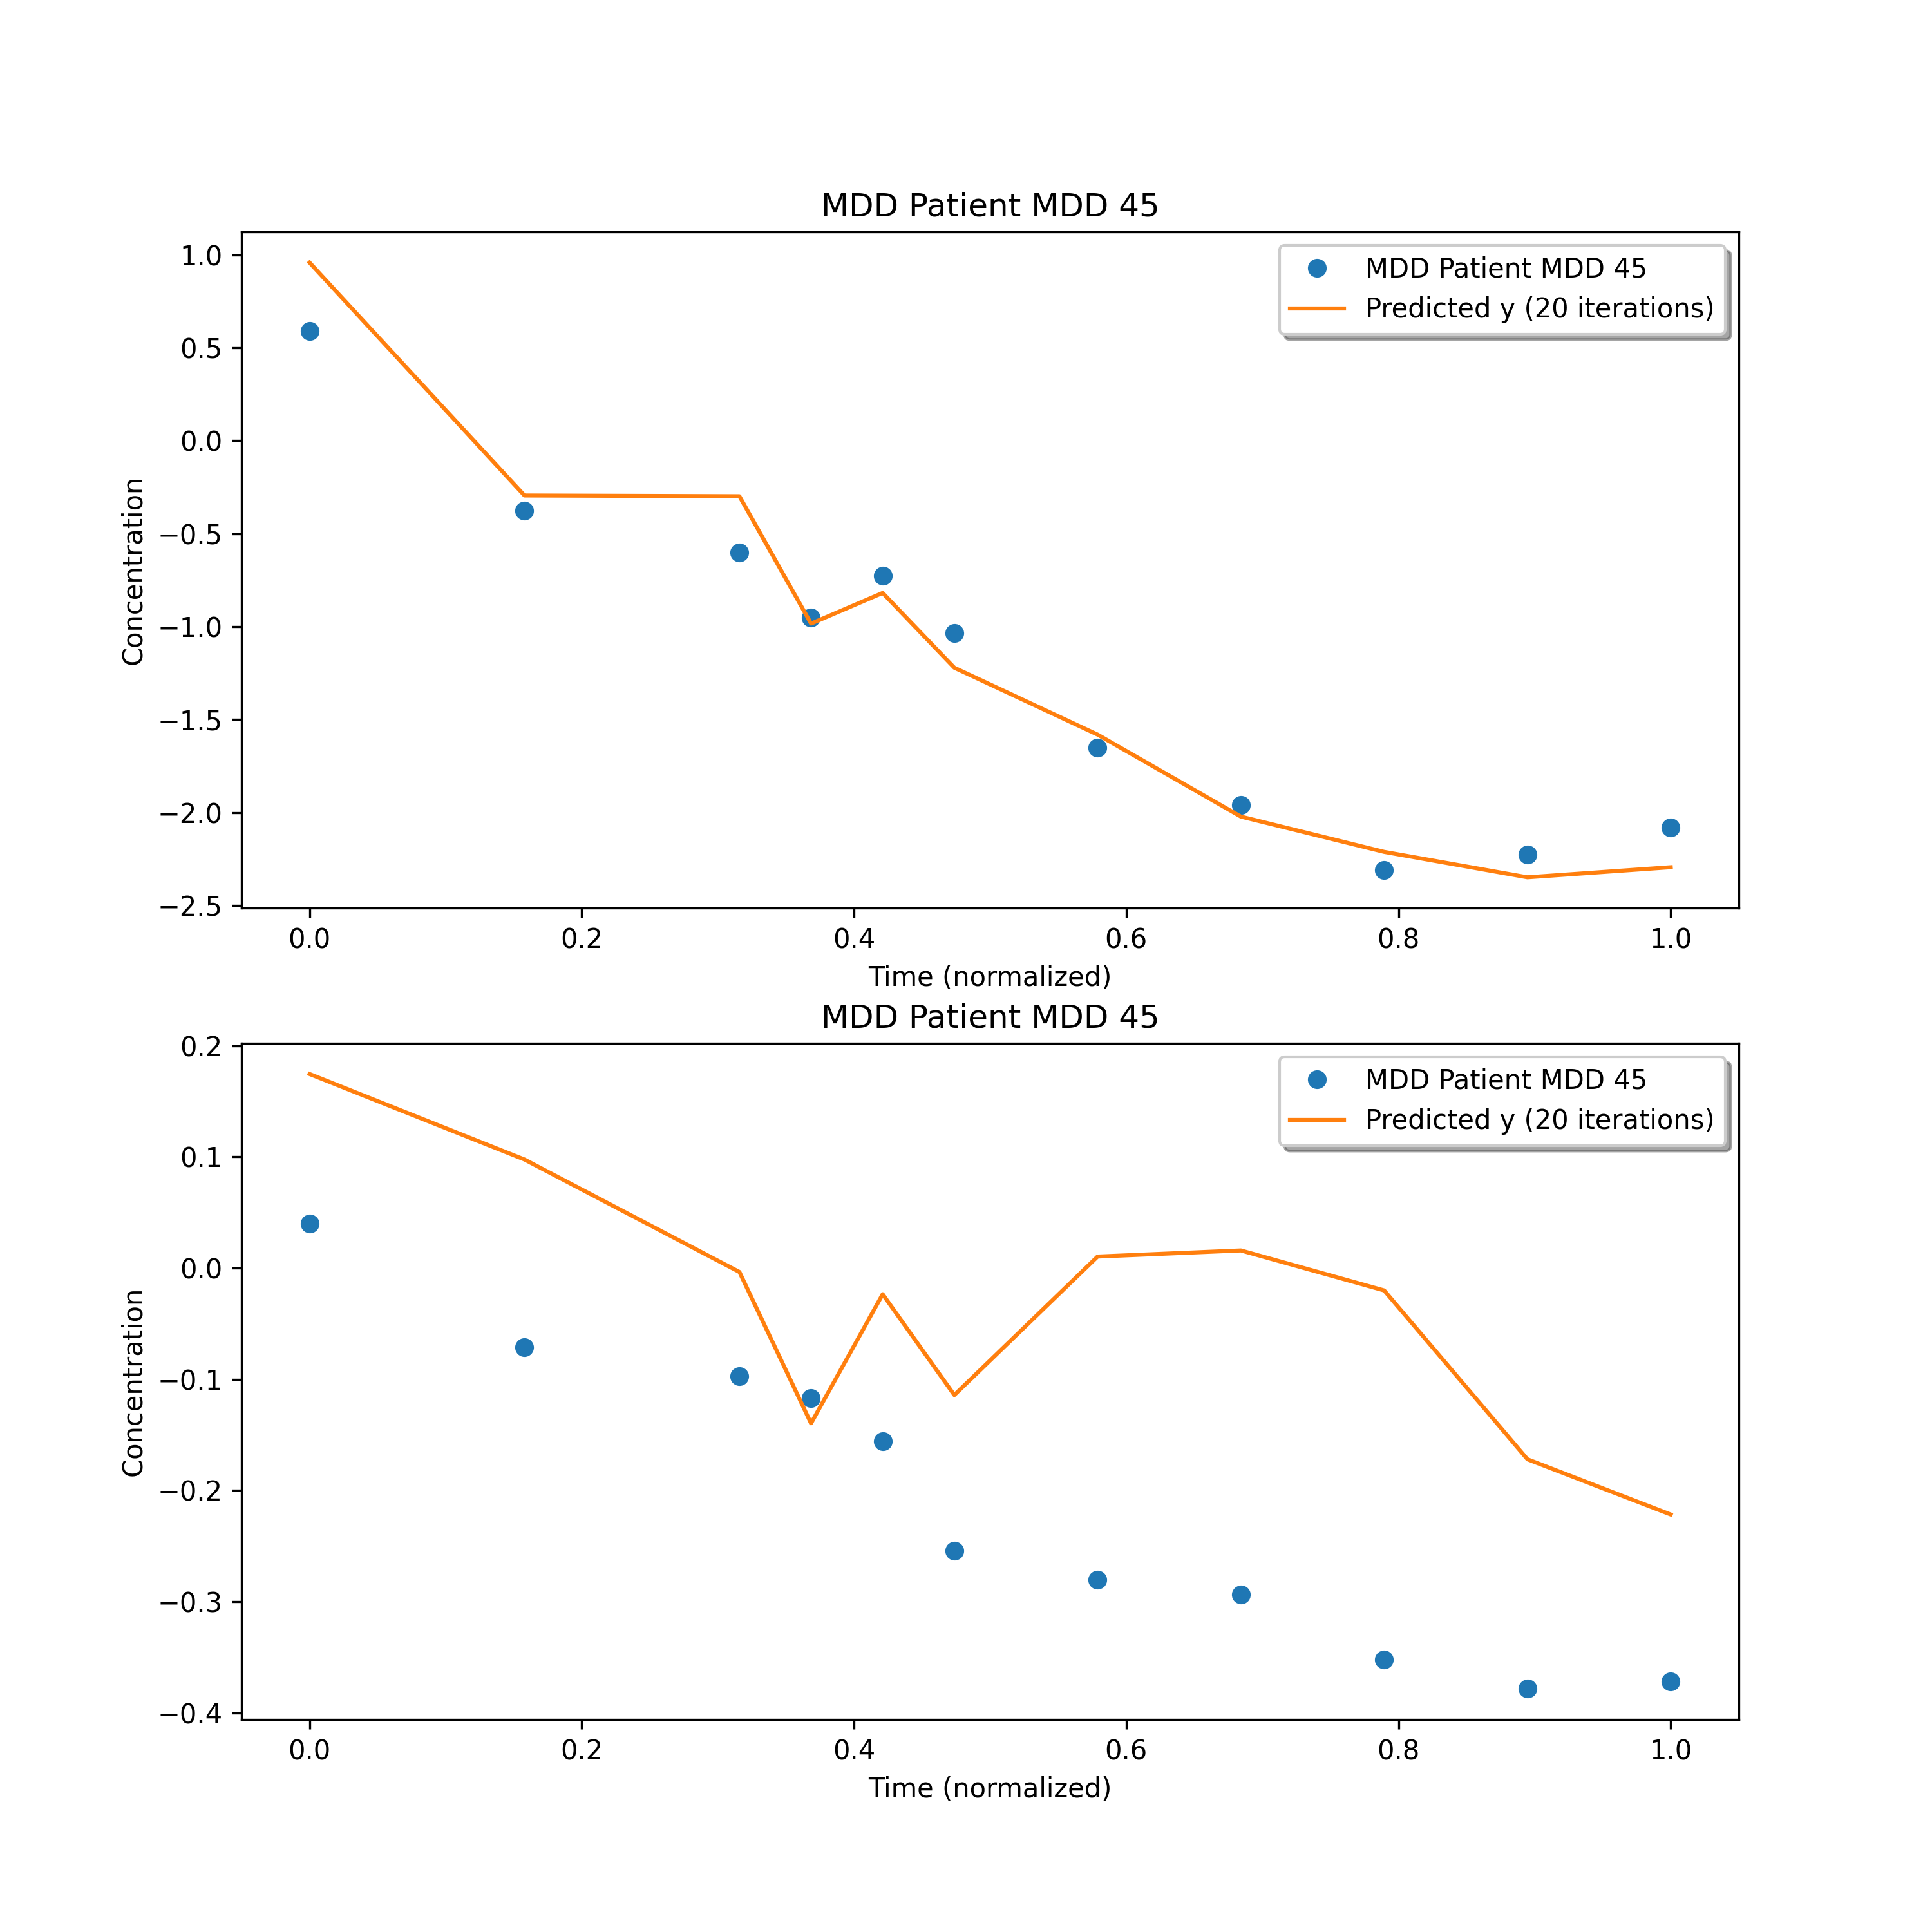 MDD Patient MDD 45
1.0
0.5
0.0
−0.5
−1.0
−1.5
−2.0
−2.5
Concentration
MDD Patient MDD 45
Predicted y (20 iterations)
0.0 0.2 0.4 0.6 0.8 1.0
Time (normalized)
MDD Patient MDD 45
0.2
0.1
0.0
−0.1
−0.2
−0.3
−0.4
Concentration
MDD Patient MDD 45
Predicted y (20 iterations)
0.0 0.2 0.4 0.6 0.8 1.0
Time (normalized)